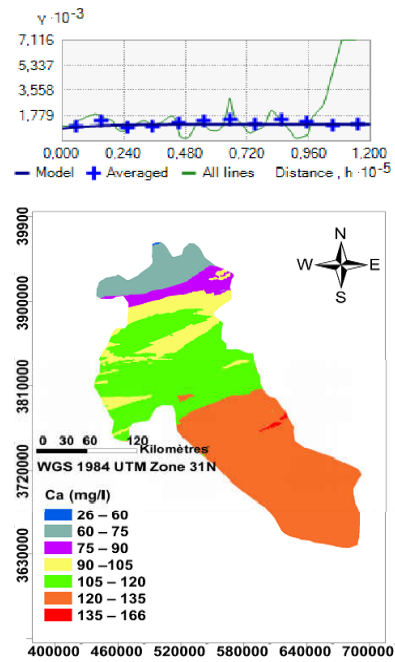 γ·10⁻³
7,116
5,337
3,558
1,779
0.000 0.240 0.480 0.720 0.960 1.200
Model Averaged All lines Distance , h·10⁻⁵
39900
3900000
3810000
3720000
3630000
N
W E
S
0 30 60 120
Kilomètres
WGS 1984 UTM Zone 31N
Ca (mg/l)
26 – 60
60 – 75
75 – 90
90 –105
105 – 120
120 – 135
135 – 166
400000 460000 520000 580000 640000 700000